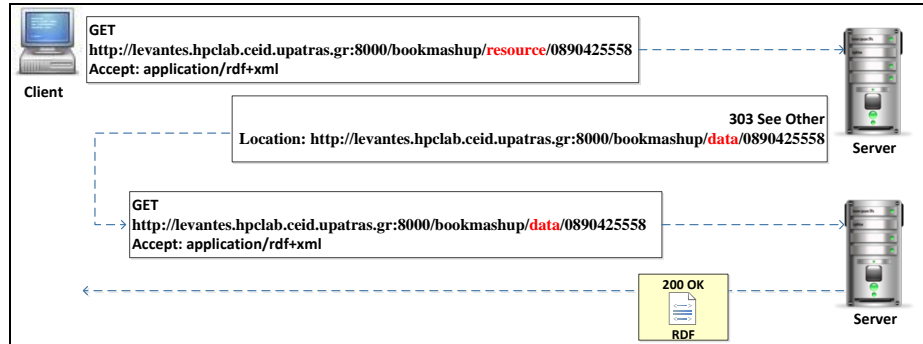 GET
http://levantes.hpclab.ceid.upatras.gr:8000/bookmashup/resource/0890425558
Accept: application/rdf+xml
Client
303 See Other
Location: http://levantes.hpclab.ceid.upatras.gr:8000/bookmashup/data/0890425558
Server
GET
http://levantes.hpclab.ceid.upatras.gr:8000/bookmashup/data/0890425558
Accept: application/rdf+xml
200 OK
RDF
Server